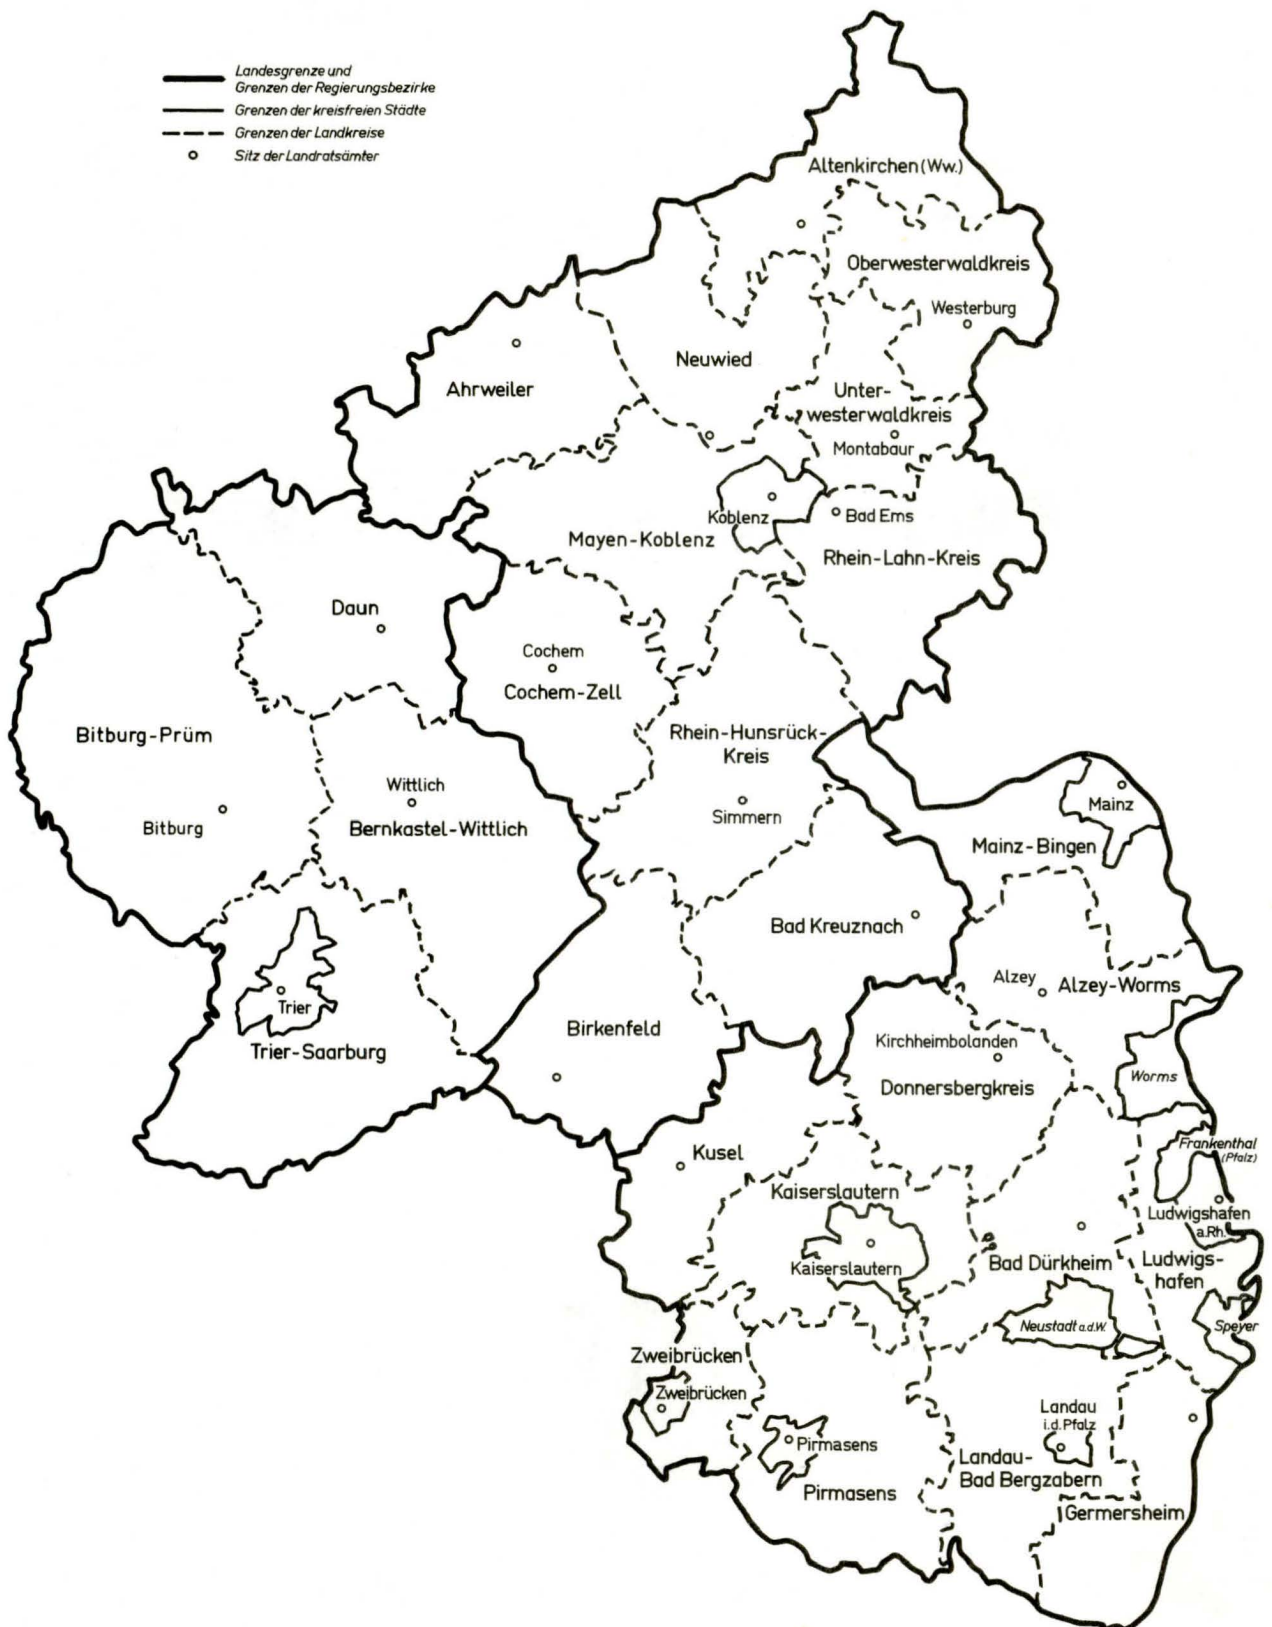 Landesgrenze und
Grenzen der Regierungsbezirke
Grenzen der kreisfreien Städte
Grenzen der Landkreise
Sitz der Landratsämter
Altenkirchen (Ww.)
Oberwesterwaldkreis
Westerburg
Neuwied
Ahrweiler
Unter-
westerwaldkreis
Montabaur
Koblenz
Bad Ems
Mayen-Koblenz
Rhein-Lahn-Kreis
Daun
Cochem
Cochem-Zell
Bitburg-Prüm
Rhein-Hunsrück-
Kreis
Wittlich
Bitburg
Bernkastel-Wittlich
Simmern
Mainz
Mainz-Bingen
Bad Kreuznach
Alzey
Alzey-Worms
Trier
Trier-Saarburg
Birkenfeld
Kirchheimbolanden
Donnersbergkreis
Worms
Kusel
Frankenthal
(Pfalz)
Kaiserslautern
Ludwigshafen
a.Rh.
Kaiserslautern
Bad Dürkheim
Ludwigs-
hafen
Neustadt a.d.W.
Speyer
Zweibrücken
Zweibrücken
Landau
i.d.Pfalz
Pirmasens
Landau-
Bad Bergzabern
Pirmasens
Germersheim